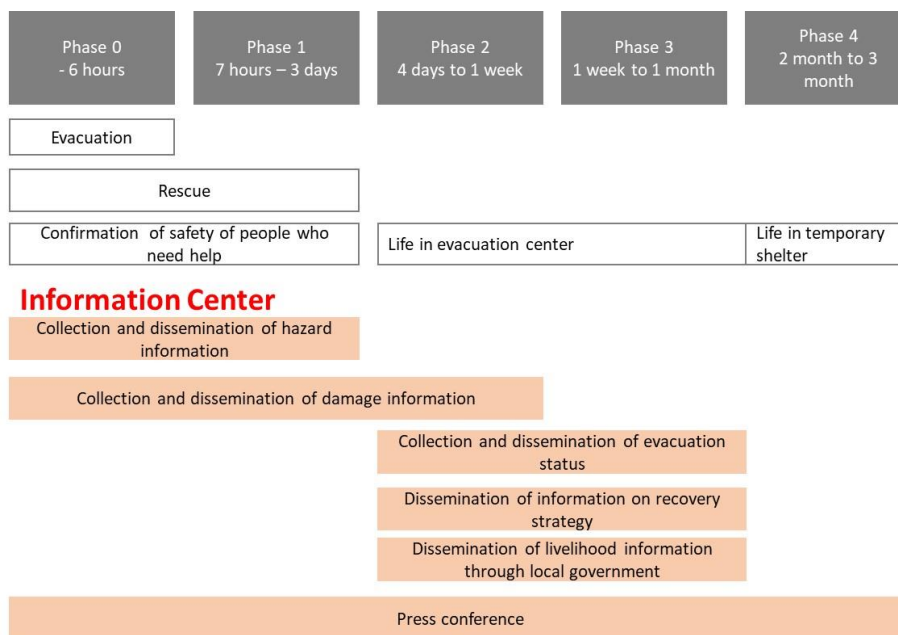 Phase 0
- 6 hours
Phase 1
7 hours – 3 days
Phase 2
4 days to 1 week
Phase 3
1 week to 1 month
Phase 4
2 month to 3
month
Evacuation
Rescue
Confirmation of safety of people who
need help
Life in evacuation center
Life in temporary
shelter
Information Center
Collection and dissemination of hazard
information
Collection and dissemination of damage information
Collection and dissemination of evacuation
status
Dissemination of information on recovery
strategy
Dissemination of livelihood information
through local government
Press conference